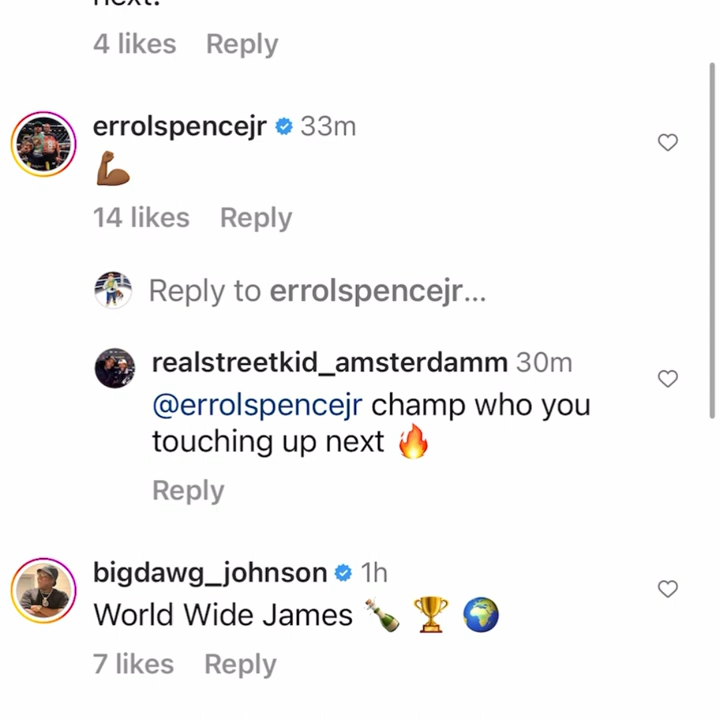 4 likes Reply
errolspencejr 33m
💪🏾
14 likes Reply
Reply to errolspencejr...
realstreetkid_amsterdamm 30m
@errolspencejr champ who you
touching up next 🔥
Reply
bigdawg_johnson 1h
World Wide James 🍾 🏆 🌍
7 likes Reply